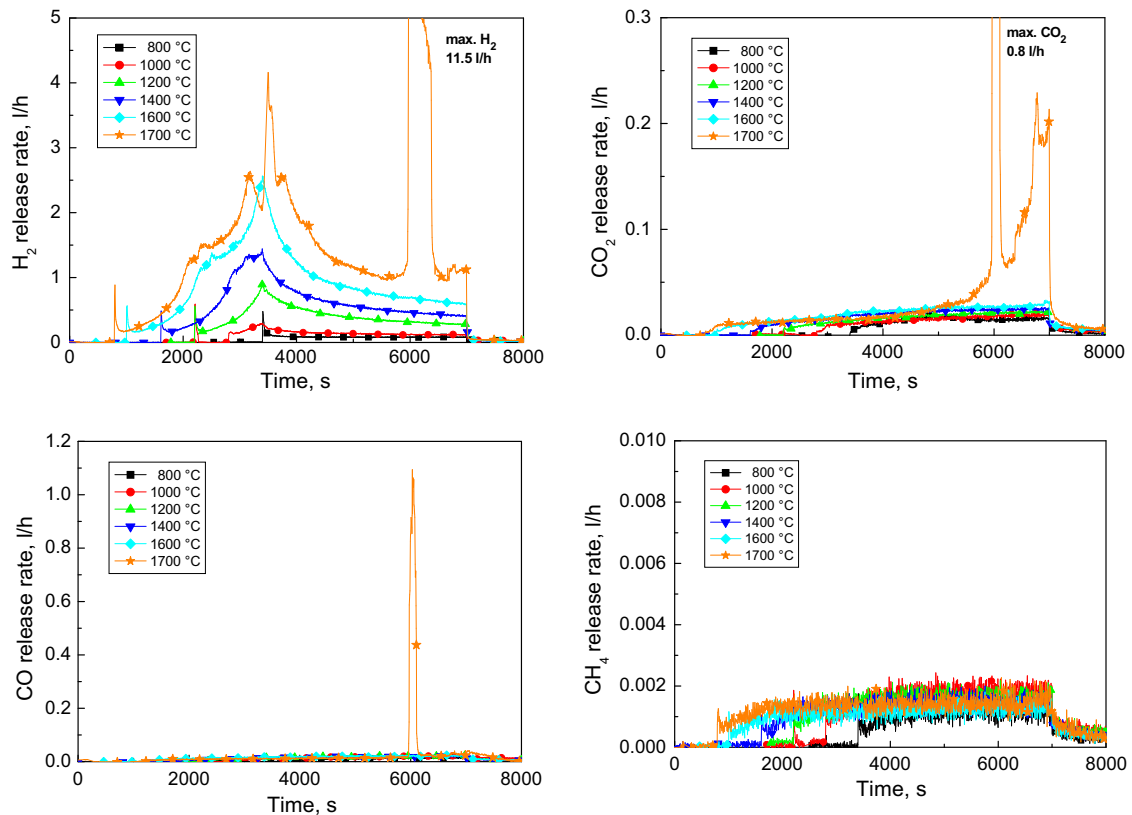 max. H2
11.5 l/h
800 °C
1000 °C
1200 °C
1400 °C
1600 °C
1700 °C
H2 release rate, l/h
5
4
3
2
1
0
0 2000 4000 6000 8000
Time, s
max. CO2
0.8 l/h
800 °C
1000 °C
1200 °C
1400 °C
1600 °C
1700 °C
CO2 release rate, l/h
0.3
0.2
0.1
0.0
0 2000 4000 6000 8000
Time, s
800 °C
1000 °C
1200 °C
1400 °C
1600 °C
1700 °C
CO release rate, l/h
1.2
1.0
0.8
0.6
0.4
0.2
0.0
0 2000 4000 6000 8000
Time, s
800 °C
1000 °C
1200 °C
1400 °C
1600 °C
1700 °C
CH4 release rate, l/h
0.010
0.008
0.006
0.004
0.002
0.000
0 2000 4000 6000 8000
Time, s